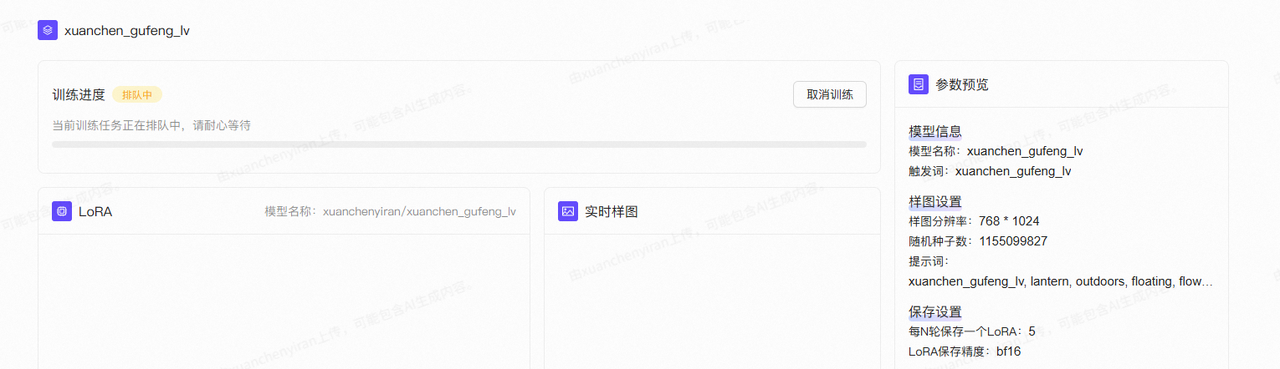 xuanchen_gufeng_lv
训练进度 排队中
取消训练
当前训练任务正在排队中，请耐心等待
LoRA
模型名称：xuanchenyiran/xuanchen_gufeng_lv
实时样图
参数预览
模型信息
模型名称：xuanchen_gufeng_lv
触发词：xuanchen_gufeng_lv
样图设置
样图分辨率：768 * 1024
随机种子数：1155099827
提示词：
xuanchen_gufeng_lv, lantern, outdoors, floating, flow...
保存设置
每N轮保存一个LoRA：5
LoRA保存精度：bf16
由xuanchenyiran上传，可能包含AI生成内容。